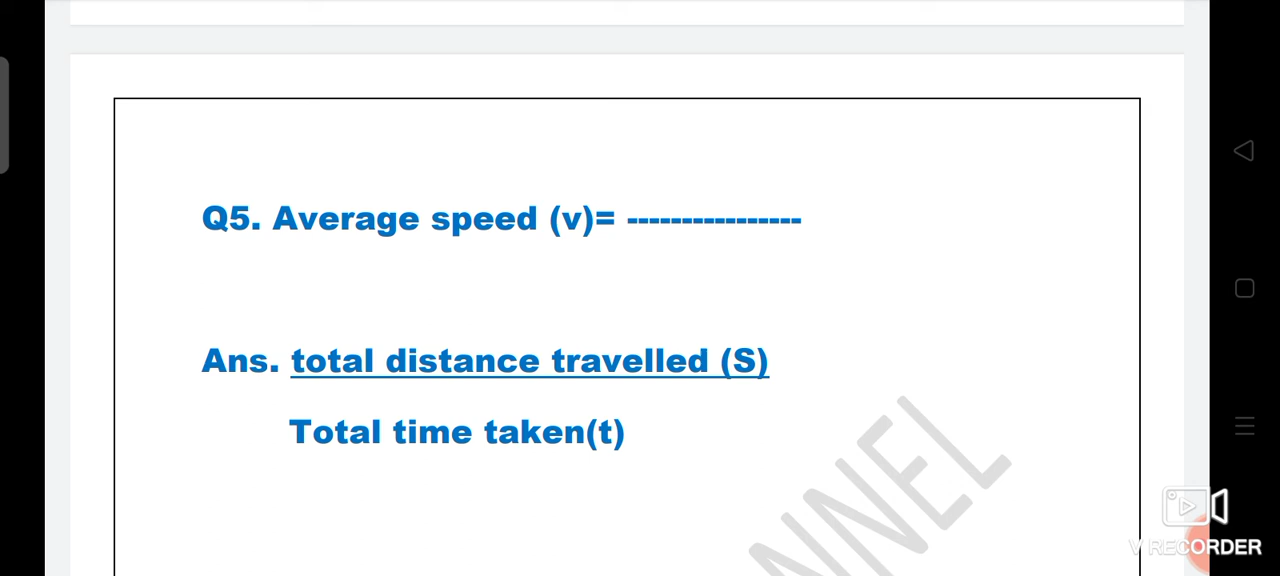 Q5. Average speed (v)= ----------------
Ans. total distance travelled (S)
Total time taken(t)
NNEL
V RECORDER